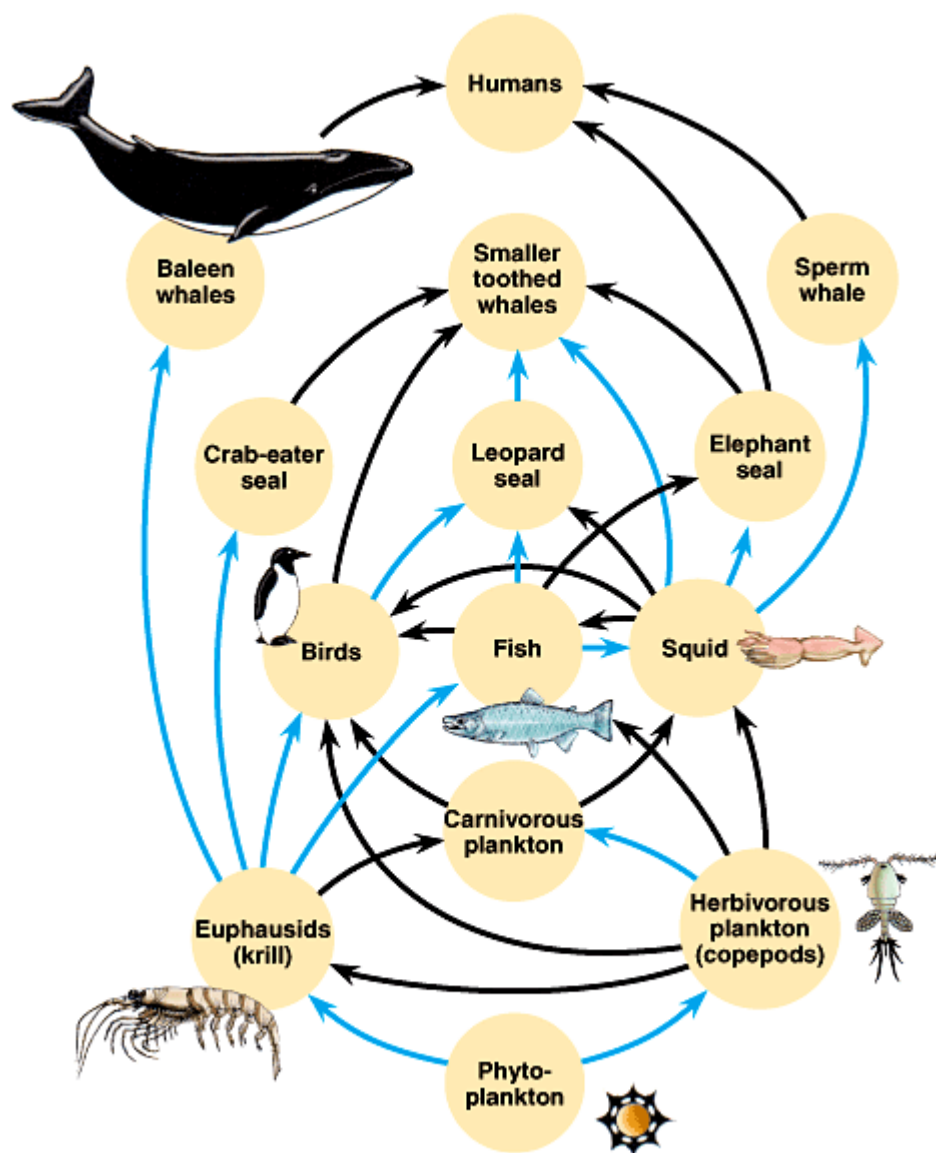 Humans
Baleen
whales
Smaller
toothed
whales
Sperm
whale
Crab-eater
seal
Leopard
seal
Elephant
seal
Birds
Fish
Squid
Carnivorous
plankton
Euphausids
(krill)
Herbivorous
plankton
(copepods)
Phyto-
plankton